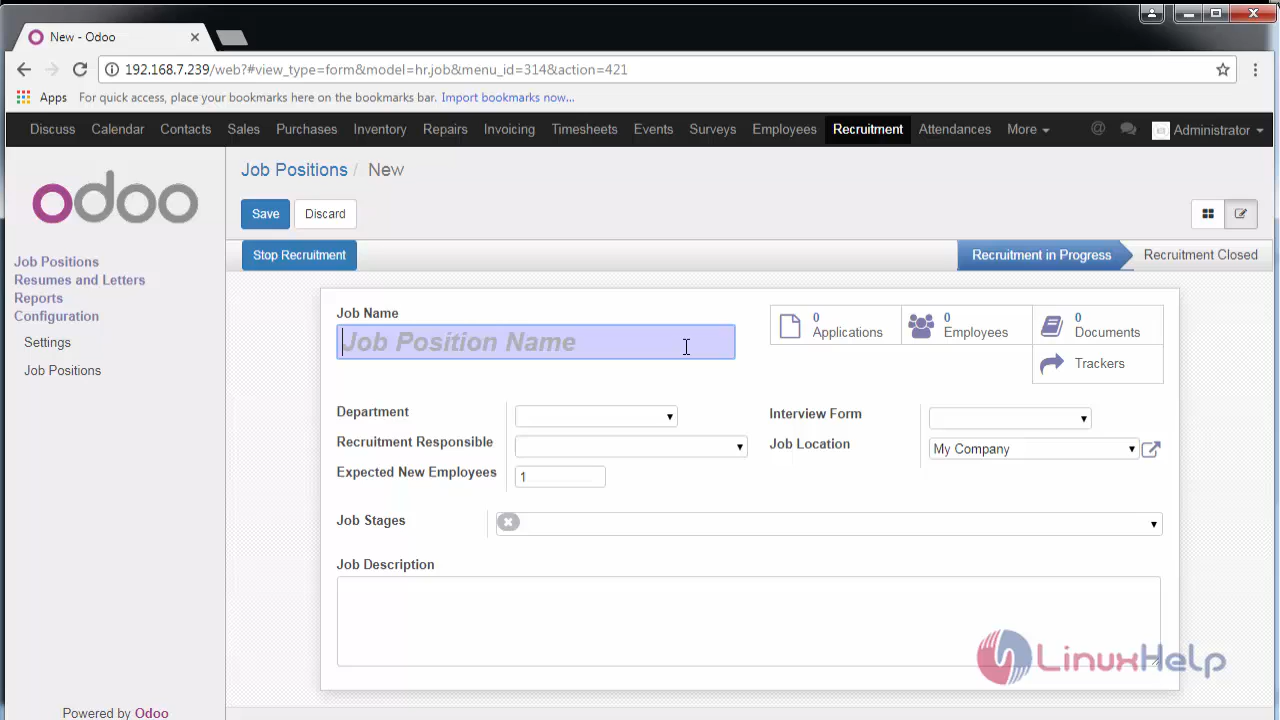 New - Odoo
192.168.7.239/web?#view_type=form&model=hr.job&menu_id=314&action=421
Apps For quick access, place your bookmarks here on the bookmarks bar. Import bookmarks now...
Discuss Calendar Contacts Sales Purchases Inventory Repairs Invoicing Timesheets Events Surveys Employees Recruitment Attendances More @ Administrator
odoo
Job Positions / New
Save Discard
Job Positions
Resumes and Letters
Reports
Configuration
Settings
Job Positions
Stop Recruitment Recruitment in Progress Recruitment Closed
Job Name
Job Position Name
0 Applications
0 Employees
0 Documents
Trackers
Department
Recruitment Responsible
Expected New Employees 1
Interview Form
Job Location My Company
Job Stages
Job Description
LinuxHelp
Powered by Odoo